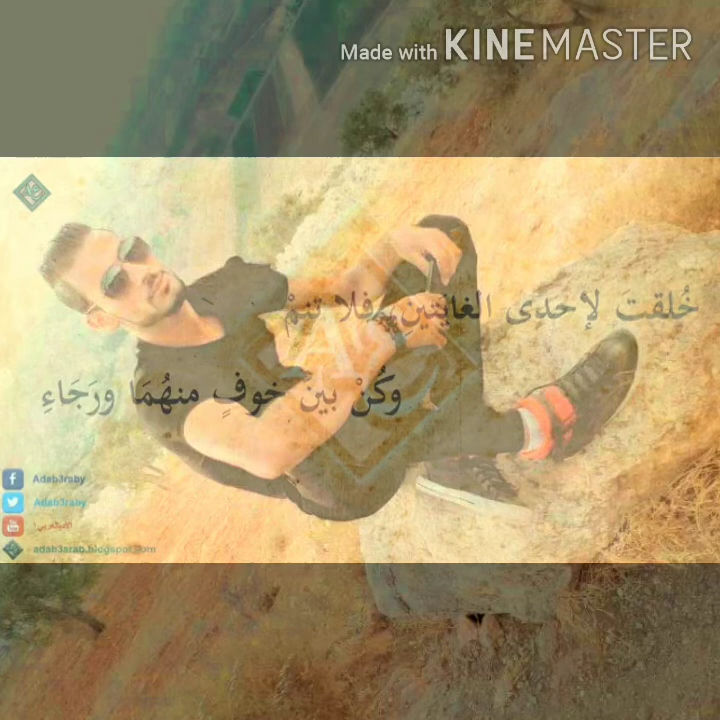 Made with KINEMASTER
خُلقت لإحدى الغايتينِ فلا تنمْ
وكُنْ بين خوفٍ منهُمَا ورَجَاءِ
Adab3raby
Adab3raby
adab3arab.blogspot.com